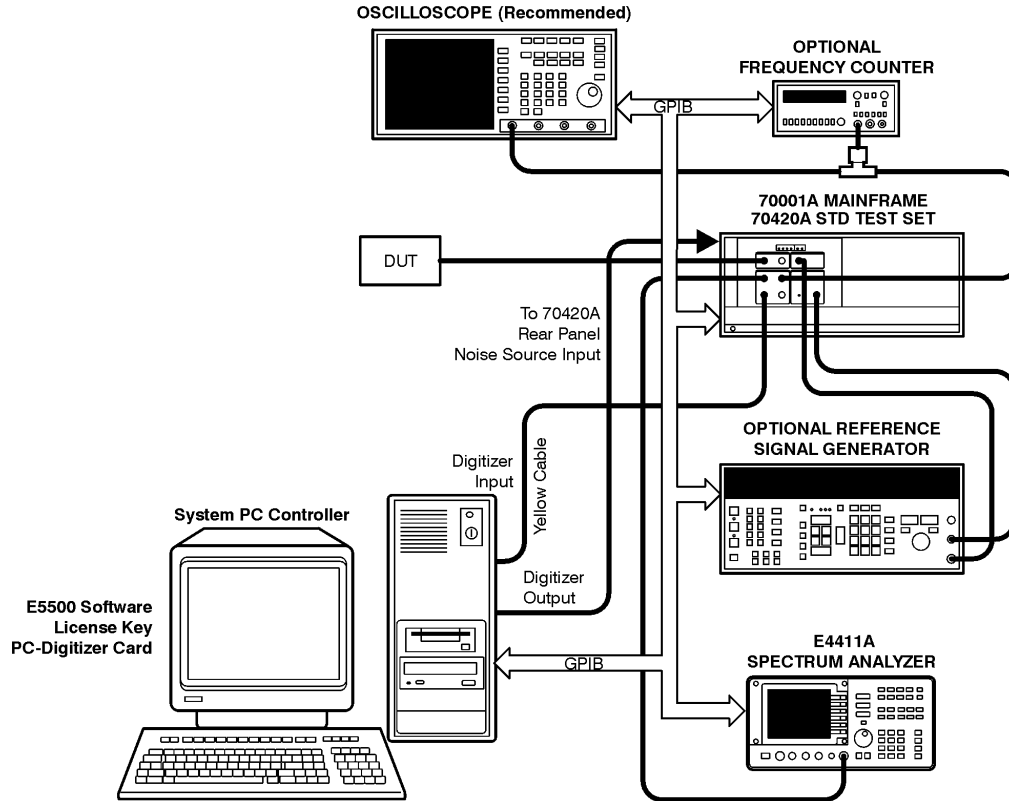 OSCILLOSCOPE (Recommended)
OPTIONAL
FREQUENCY COUNTER
GPIB
70001A MAINFRAME
70420A STD TEST SET
DUT
To 70420A
Rear Panel
Noise Source Input
OPTIONAL REFERENCE
SIGNAL GENERATOR
Digitizer
Input
Yellow Cable
System PC Controller
Digitizer
Output
E5500 Software
License Key
PC-Digitizer Card
GPIB
E4411A
SPECTRUM ANALYZER